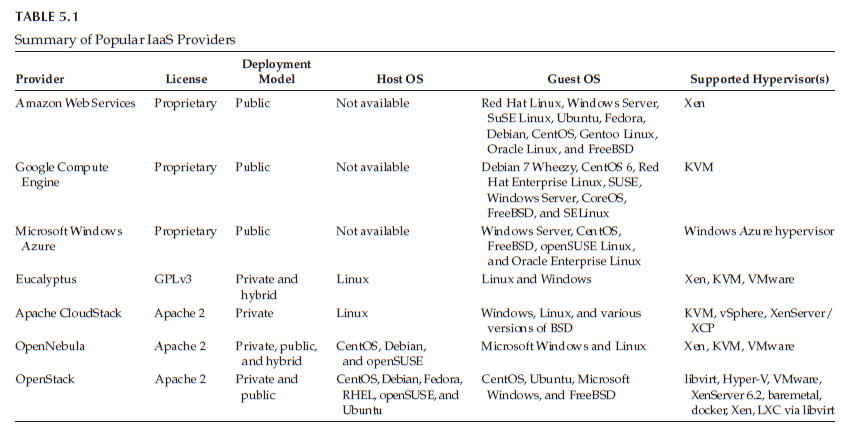 TABLE 5.1
Summary of Popular IaaS Providers
Provider License Deployment Model Host OS Guest OS Supported Hypervisor(s)
Amazon Web Services Proprietary Public Not available Red Hat Linux, Windows Server, Xen
SuSE Linux, Ubuntu, Fedora,
Debian, CentOS, Gentoo Linux,
Oracle Linux, and FreeBSD
Google Compute Proprietary Public Not available Debian 7 Wheezy, CentOS 6, Red KVM
Engine Hat Enterprise Linux, SUSE,
Windows Server, CoreOS,
FreeBSD, and SELinux
Microsoft Windows Proprietary Public Not available Windows Server, CentOS, Windows Azure hypervisor
Azure FreeBSD, openSUSE Linux,
and Oracle Enterprise Linux
Eucalyptus GPLv3 Private and Linux Linux and Windows Xen, KVM, VMware
hybrid
Apache CloudStack Apache 2 Private Linux Windows, Linux, and various KVM, vSphere, XenServer/
versions of BSD XCP
OpenNebula Apache 2 Private, public, CentOS, Debian, Microsoft Windows and Linux Xen, KVM, VMware
and hybrid and openSUSE
OpenStack Apache 2 Private and CentOS, Debian, Fedora, CentOS, Ubuntu, Microsoft libvirt, Hyper-V, VMware,
public RHEL, openSUSE, and Windows, and FreeBSD XenServer 6.2, baremetal,
Ubuntu docker, Xen, LXC via libvirt